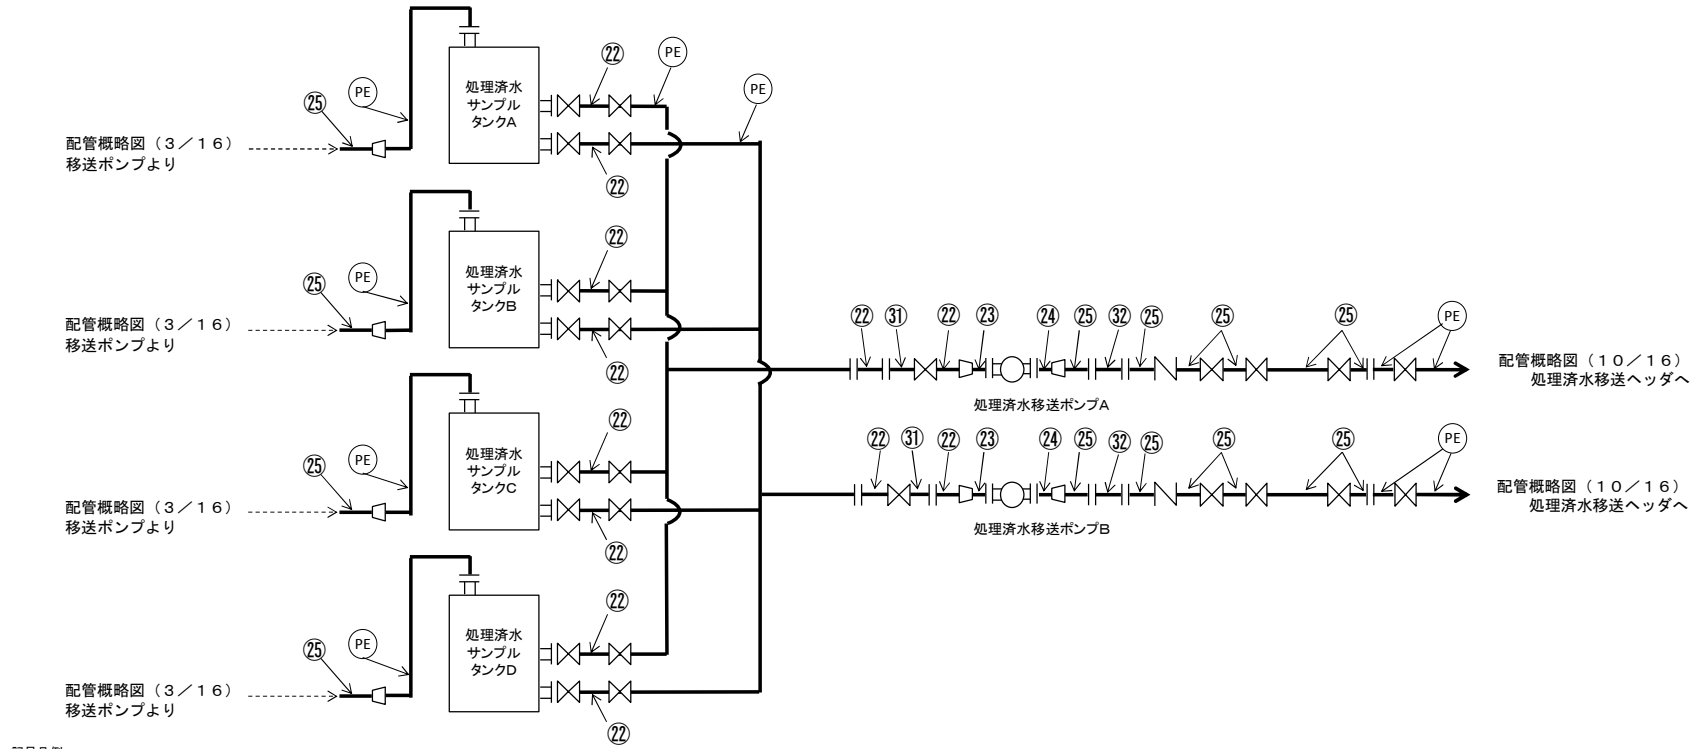 ㉒
PE
PE
㉕
PE
処理済水
サンプル
タンクA
配管概略図（３／１６）
移送ポンプより
㉒
㉒
㉕
PE
処理済水
サンプル
タンクB
配管概略図（３／１６）
移送ポンプより
㉒
㉒
㉛
㉒
㉓
㉔
㉕
㉜
㉕
㉕
㉕
PE
処理済水移送ポンプA
配管概略図（１０／１６）
処理済水移送ヘッダへ
㉒
㉕
PE
処理済水
サンプル
タンクC
配管概略図（３／１６）
移送ポンプより
㉒
㉒
㉛
㉒
㉓
㉔
㉕
㉜
㉕
㉕
㉕
PE
処理済水移送ポンプB
配管概略図（１０／１６）
処理済水移送ヘッダへ
㉒
㉕
PE
処理済水
サンプル
タンクD
配管概略図（３／１６）
移送ポンプより
㉒